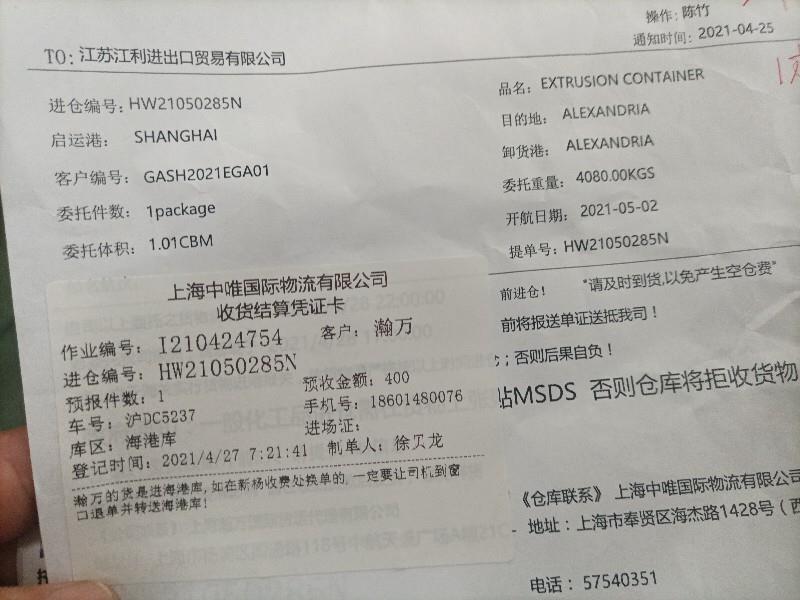 操作: 陈竹
通知时间: 2021-04-25
TO: 江苏江利进出口贸易有限公司
进仓编号: HW21050285N
启运港: SHANGHAI
客户编号: GASH2021EGA01
委托件数: 1package
委托体积: 1.01CBM
品名: EXTRUSION CONTAINER
目的地: ALEXANDRIA
卸货港: ALEXANDRIA
委托重量: 4080.00KGS
开航日期: 2021-05-02
提单号: HW21050285N
前进仓! "请及时到货,以免产生空仓费"
前将报送单证送抵我司!
; 否则后果自负!
贴MSDS 否则仓库将拒收货物
《仓库联系》 上海中唯国际物流有限公司
地址: 上海市奉贤区海杰路1428号 (西
电话: 57540351
上海中唯国际物流有限公司
收货结算凭证卡
作业编号: I210424754 客户: 瀚万
进仓编号: HW21050285N
预报件数: 1 预收金额: 400
车号: 沪DC5237 手机号: 18601480076
库区: 海港库 进场证:
登记时间: 2021/4/27 7:21:41 制单人: 徐贝龙
瀚万的货是进海港库,如在新杨收费处换单的,一定要让司机到窗
口退单并转送海港库!